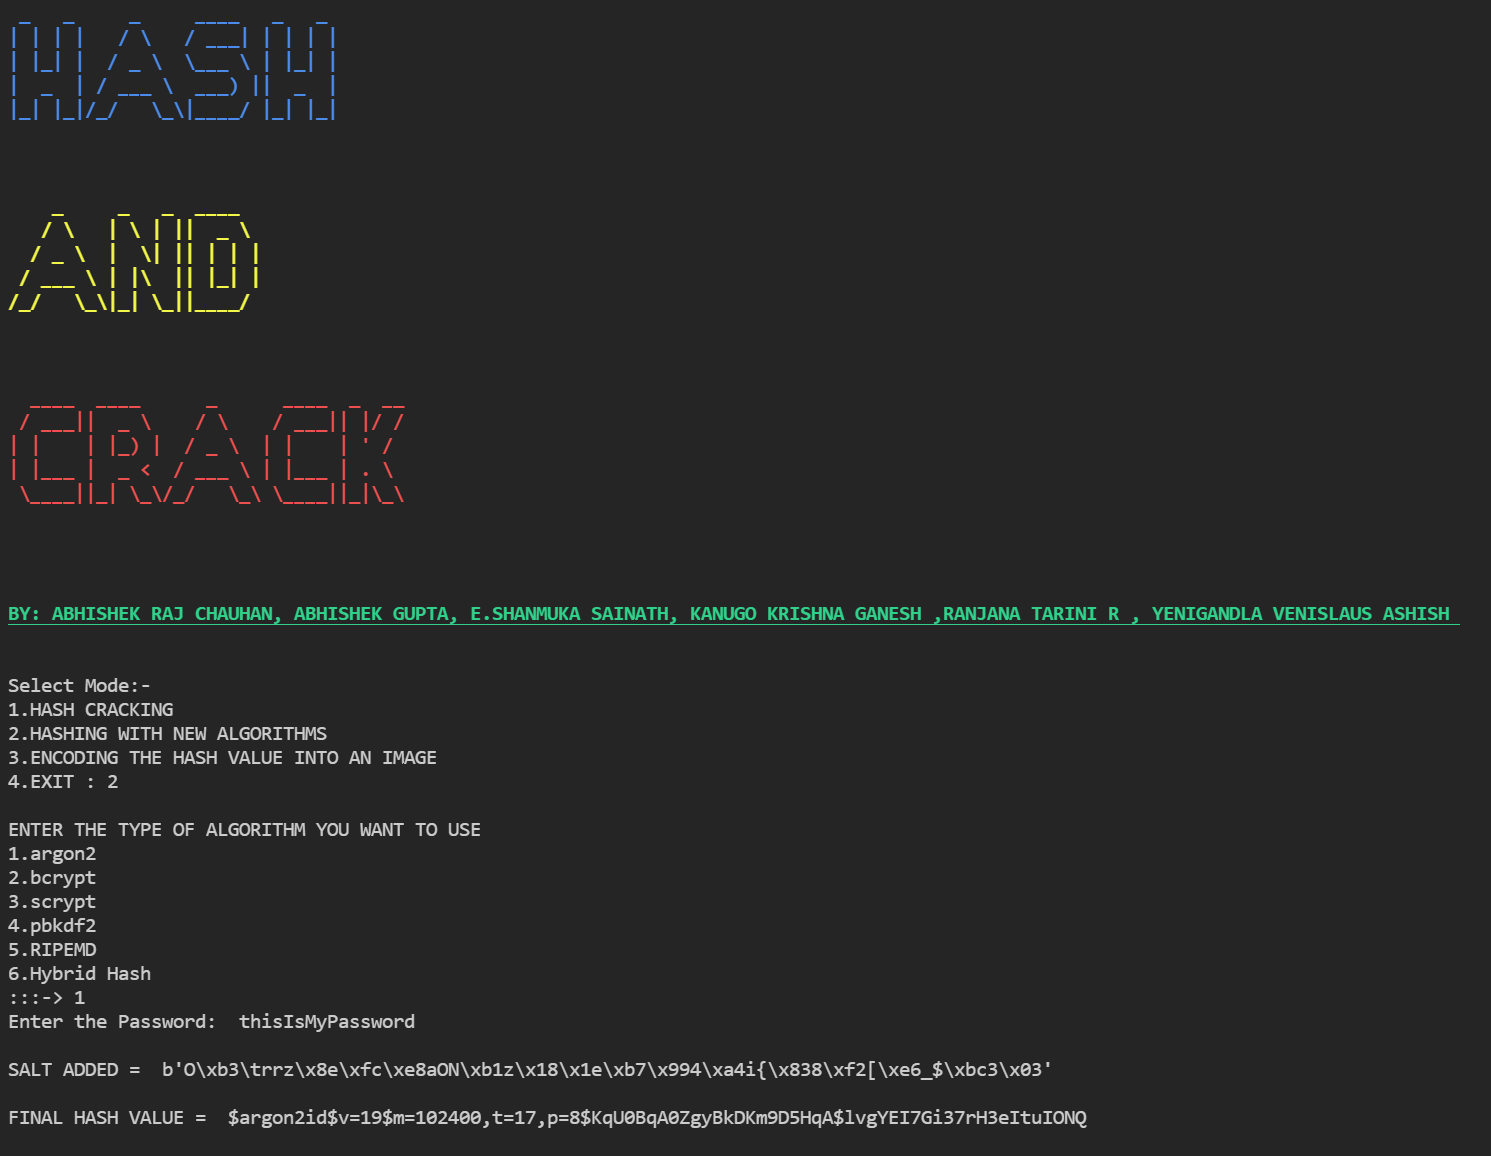 HASH
AND
CRACK
BY: ABHISHEK RAJ CHAUHAN, ABHISHEK GUPTA, E.SHANMUKA SAINATH, KANUGO KRISHNA GANESH ,RANJANA TARINI R , YENIGANDLA VENISLAUS ASHISH
Select Mode:-
1.HASH CRACKING
2.HASHING WITH NEW ALGORITHMS
3.ENCODING THE HASH VALUE INTO AN IMAGE
4.EXIT : 2
ENTER THE TYPE OF ALGORITHM YOU WANT TO USE
1.argon2
2.bcrypt
3.scrypt
4.pbkdf2
5.RIPEMD
6.Hybrid Hash
:::-> 1
Enter the Password:  thisIsMyPassword
SALT ADDED =  b'O\xb3\trrz\x8e\xfc\xe8aON\xb1z\x18\x1e\xb7\x994\xa4i{\x838\xf2[\xe6_$\xbc3\x03'
FINAL HASH VALUE =  $argon2id$v=19$m=102400,t=17,p=8$KqU0BqA0ZgyBkDKm9D5HqA$lvgYEI7Gi37rH3eItuIONQ